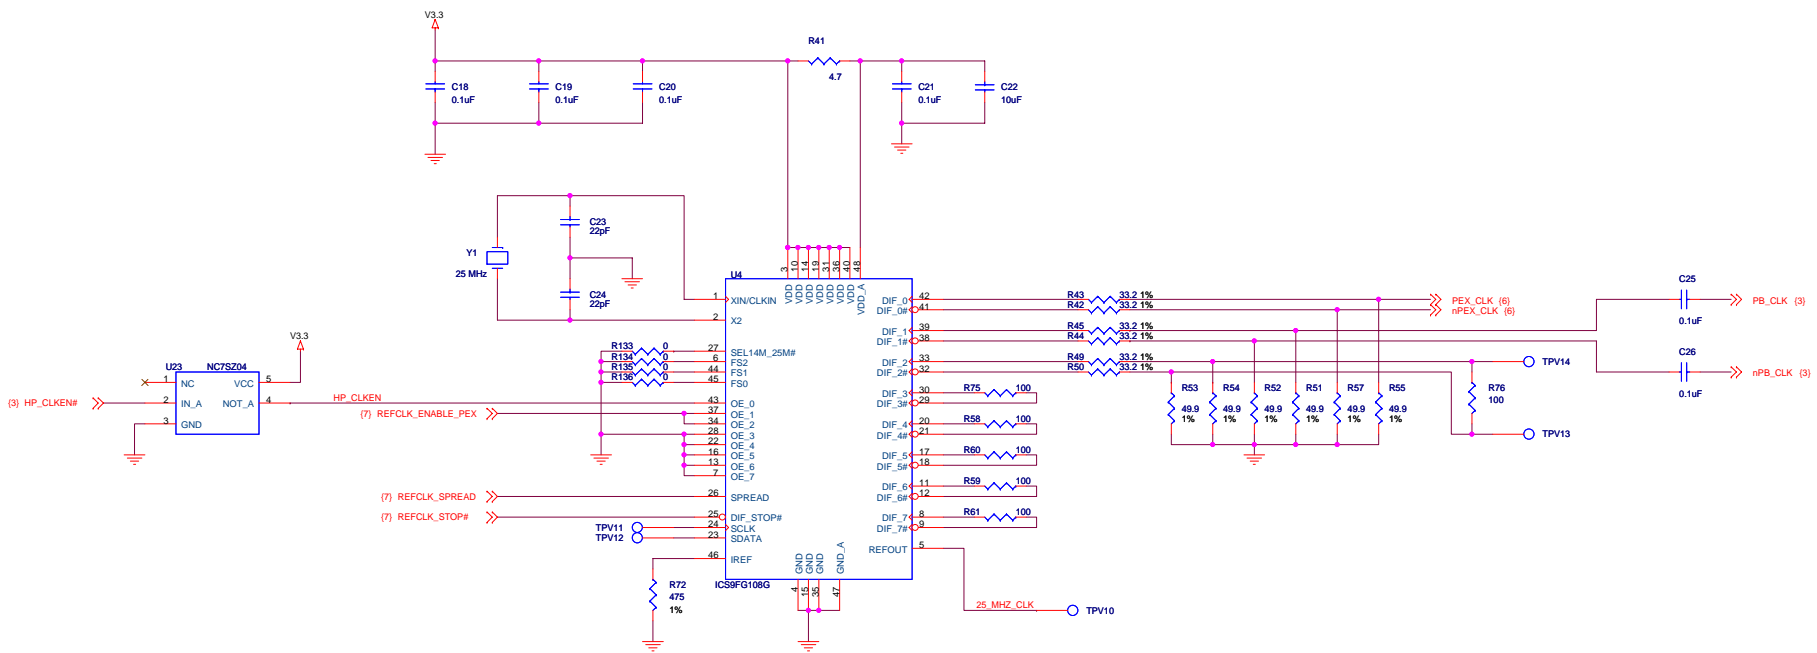 V3.3
R41
4.7
C18
0.1uF
C19
0.1uF
C20
0.1uF
C21
0.1uF
C22
10uF
C23
22pF
Y1
25 MHz
C24
22pF
U4
3 10 14 19 31 36 40 48
VDD VDD VDD VDD VDD VDD VDD VDD_A
1 XIN/CLKIN
2 X2
R133 0 27 SEL14M_25M#
R134 0 6 FS2
R135 0 44 FS1
R136 0 45 FS0
V3.3
U23 NC7SZ04
1 NC VCC 5
{3} HP_CLKEN# 2 IN_A NOT_A 4
3 GND
HP_CLKEN 43 OE_0
{7} REFCLK_ENABLE_PEX 37 OE_1
34 OE_2
28 OE_3
22 OE_4
16 OE_5
13 OE_6
7 OE_7
{7} REFCLK_SPREAD 26 SPREAD
{7} REFCLK_STOP# 25 DIF_STOP#
TPV11 24 SCLK
TPV12 23 SDATA
46 IREF
R72
475
1%
ICS9FG108G
GND GND GND GND_A
4 15 35 47
DIF_0 42 R43 33.2 1% PEX_CLK {6}
DIF_0# 41 R42 33.2 1% nPEX_CLK {6}
DIF_1 39 R45 33.2 1%
DIF_1# 38 R44 33.2 1%
DIF_2 33 R49 33.2 1% TPV14
DIF_2# 32 R50 33.2 1%
C25
0.1uF
PB_CLK {3}
C26
0.1uF
nPB_CLK {3}
R53 R54 R52 R51 R57 R55
49.9 49.9 49.9 49.9 49.9 49.9
1% 1% 1% 1% 1% 1%
R76
100
TPV13
DIF_3 30 R75 100
DIF_3# 29
DIF_4 20 R58 100
DIF_4# 21
DIF_5 17 R60 100
DIF_5# 18
DIF_6 11 R59 100
DIF_6# 12
DIF_7 8 R61 100
DIF_7# 9
REFOUT 5
25_MHZ_CLK TPV10